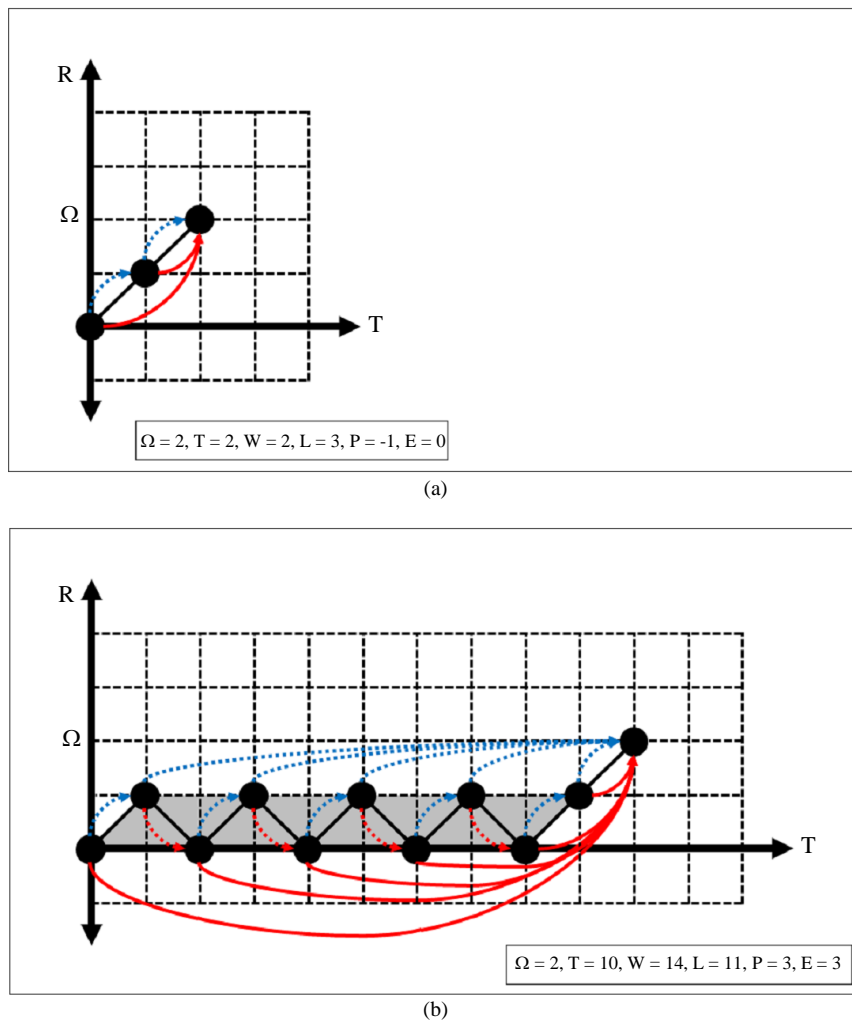 R
Ω
T
Ω = 2, T = 2, W = 2, L = 3, P = -1, E = 0
(a)
R
Ω
T
Ω = 2, T = 10, W = 14, L = 11, P = 3, E = 3
(b)